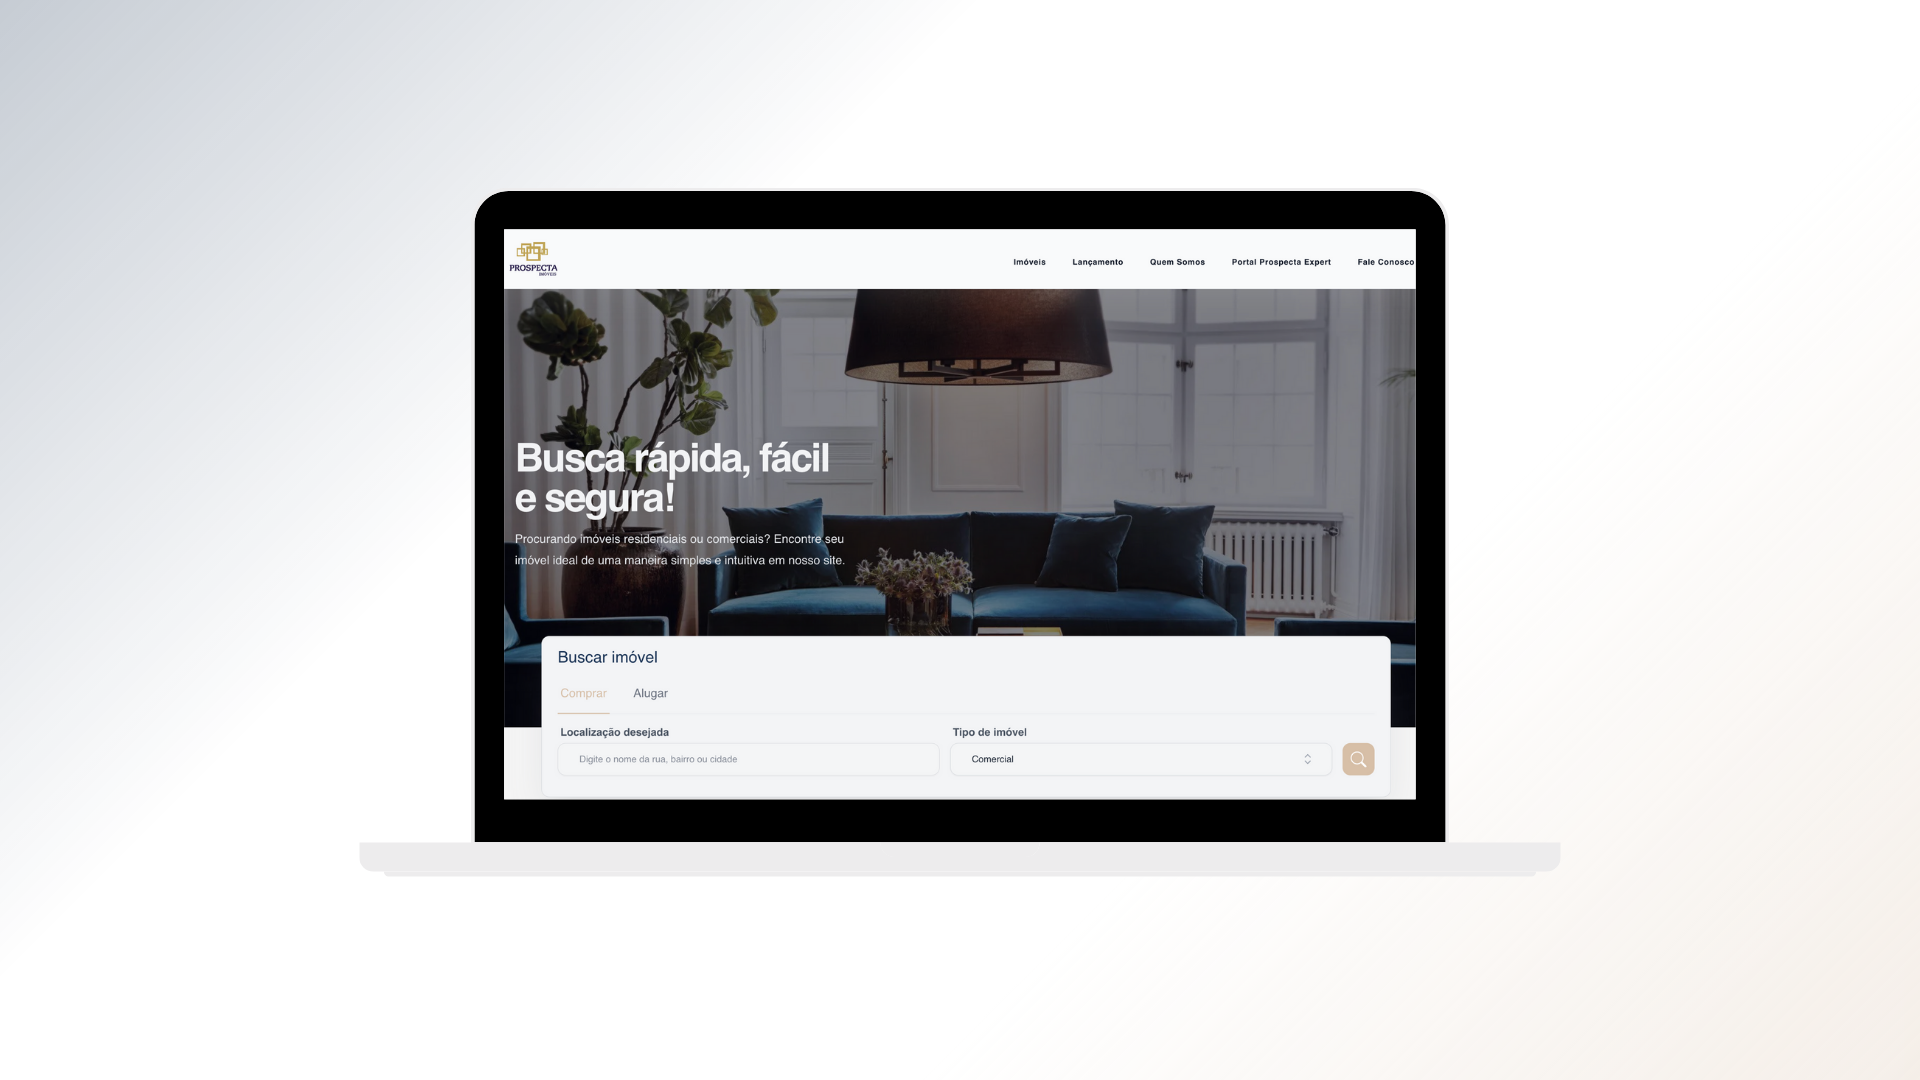 PROSPECTA
IMÓVEIS
Imóveis Lançamento Quem Somos Portal Prospecta Expert Fale Conosco
Busca rápida, fácil
e segura!
Procurando imóveis residenciais ou comerciais? Encontre seu
imóvel ideal de uma maneira simples e intuitiva em nosso site.
Buscar imóvel
Comprar Alugar
Localização desejada Tipo de imóvel
Digite o nome da rua, bairro ou cidade Comercial